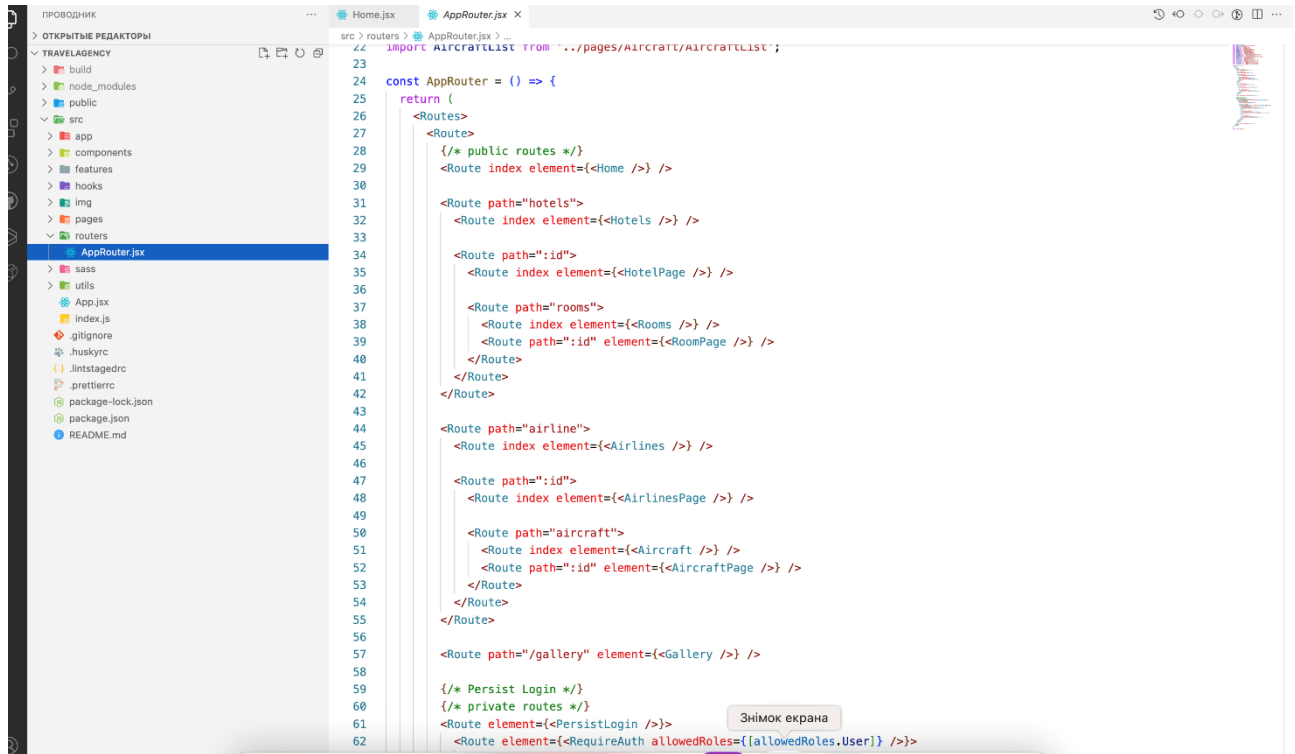 ПРОВОДНИК
Home.jsx
AppRouter.jsx
ОТКРЫТЫЕ РЕДАКТОРЫ
src > routers > AppRouter.jsx > ...
TRAVELAGENCY
build
node_modules
public
src
app
components
features
hooks
img
pages
routers
AppRouter.jsx
sass
utils
App.jsx
index.js
.gitignore
.huskyrc
.lintstagedrc
.prettierrc
package-lock.json
package.json
README.md
22 import AircraftList from '../pages/Aircraft/AircraftList';
23
24 const AppRouter = () => {
25 return (
26 <Routes>
27 <Route>
28 {/* public routes */}
29 <Route index element={<Home />} />
30
31 <Route path="hotels">
32 <Route index element={<Hotels />} />
33
34 <Route path=":id">
35 <Route index element={<HotelPage />} />
36
37 <Route path="rooms">
38 <Route index element={<Rooms />} />
39 <Route path=":id" element={<RoomPage />} />
40 </Route>
41 </Route>
42 </Route>
43
44 <Route path="airline">
45 <Route index element={<Airlines />} />
46
47 <Route path=":id">
48 <Route index element={<AirlinesPage />} />
49
50 <Route path="aircraft">
51 <Route index element={<Aircraft />} />
52 <Route path=":id" element={<AircraftPage />} />
53 </Route>
54 </Route>
55 </Route>
56
57 <Route path="/gallery" element={<Gallery />} />
58
59 {/* Persist Login */}
60 {/* private routes */}
61 <Route element={<PersistLogin />}>
62 <Route element={<RequireAuth allowedRoles={[allowedRoles.User]} />}>
Знімок екрана